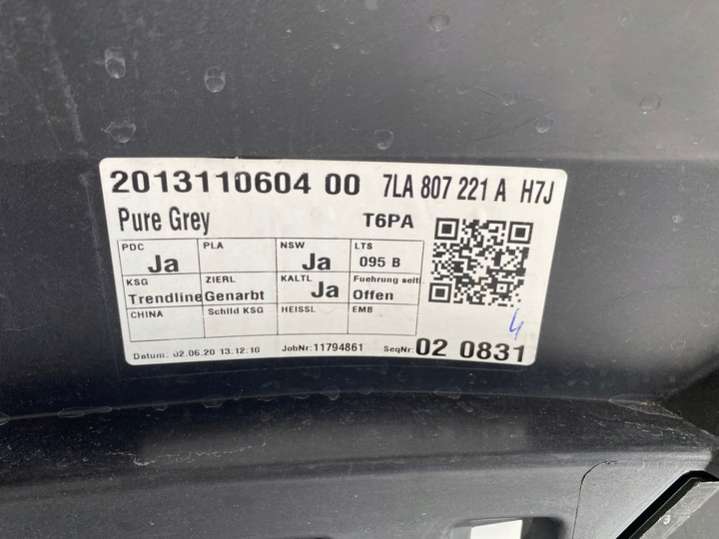 2013110604 00 7LA 807 221 A H7J
Pure Grey T6PA
PDC PLA NSW LTS
Ja Ja 095 B
KSG ZIERL KALTL Fuehrung seitl
Trendline Genarbt Ja Offen
CHINA Schild KSG HEISSL EMB
4
Datum. 02.06.20 13.12.10 JobNr:11794861 SeqNr: 02 0831